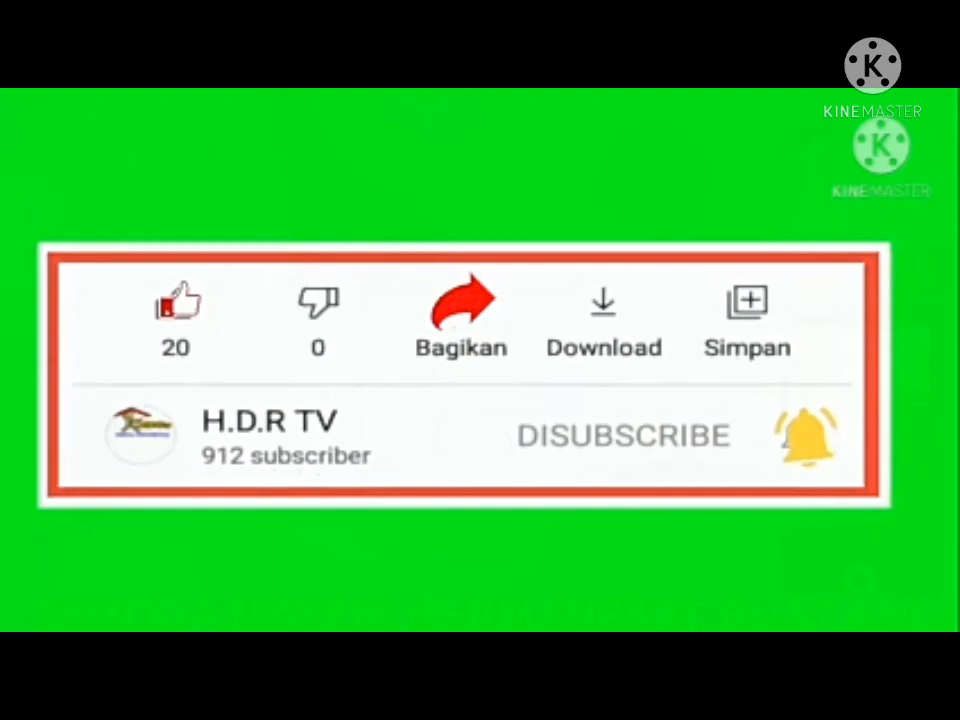 K
KINEMASTER
K
KINEMASTER
20 0 Bagikan Download Simpan
H.D.R TV
912 subscriber
DISUBSCRIBE